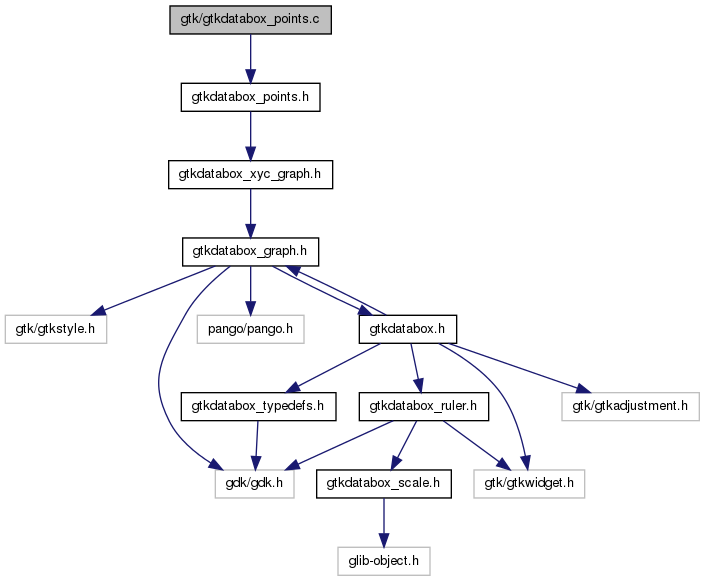 gtk/gtkdatabox_points.c
gtkdatabox_points.h
gtkdatabox_xyc_graph.h
gtkdatabox_graph.h
gtk/gtkstyle.h
pango/pango.h
gtkdatabox.h
gtkdatabox_typedefs.h
gtkdatabox_ruler.h
gtk/gtkadjustment.h
gdk/gdk.h
gtkdatabox_scale.h
gtk/gtkwidget.h
glib-object.h